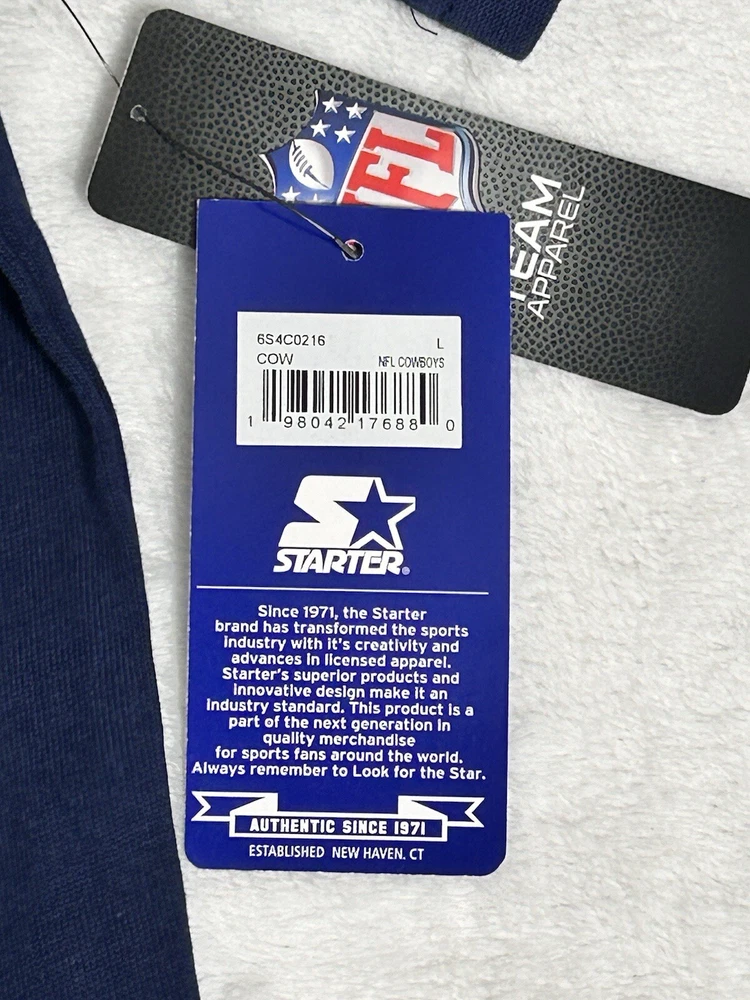 NFL
TEAM
APPAREL
6S4C0216 L
COW NFL COWBOYS
1 98042 17688 0
STARTER®
Since 1971, the Starter
brand has transformed the sports
industry with it's creativity and
advances in licensed apparel.
Starter's superior products and
innovative design make it an
industry standard. This product is a
part of the next generation in
quality merchandise
for sports fans around the world.
Always remember to Look for the Star.
AUTHENTIC SINCE 1971
ESTABLISHED NEW HAVEN. CT